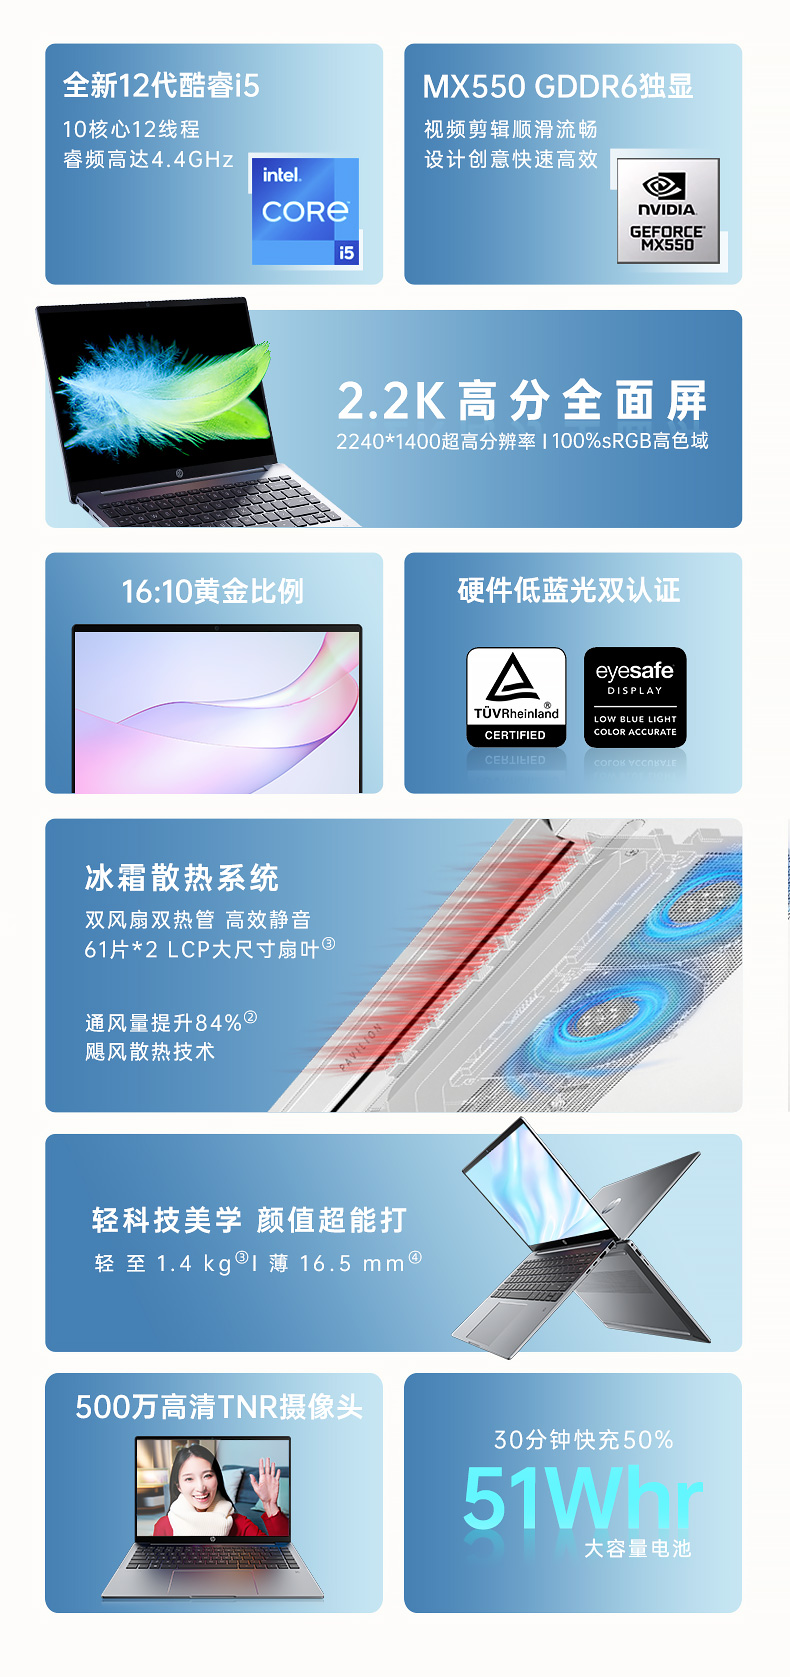 全新12代酷睿i5
10核心12线程
睿频高达4.4GHz
intel.
CORe
i5
MX550 GDDR6独显
视频剪辑顺滑流畅
设计创意快速高效
NVIDIA
GEFORCE
MX550
2.2K高分全面屏
2240*1400超高分辨率 | 100%sRGB高色域
16:10黄金比例
硬件低蓝光双认证
TÜVRheinland®
CERTIFIED
eyesafe
DISPLAY
LOW BLUE LIGHT
COLOR ACCURATE
冰霜散热系统
双风扇双热管 高效静音
61片*2 LCP大尺寸扇叶③
通风量提升84%②
飓风散热技术
PAVILION
轻科技美学 颜值超能打
轻 至 1.4 kg③| 薄 16.5 mm④
500万高清TNR摄像头
30分钟快充50%
51Whr
大容量电池